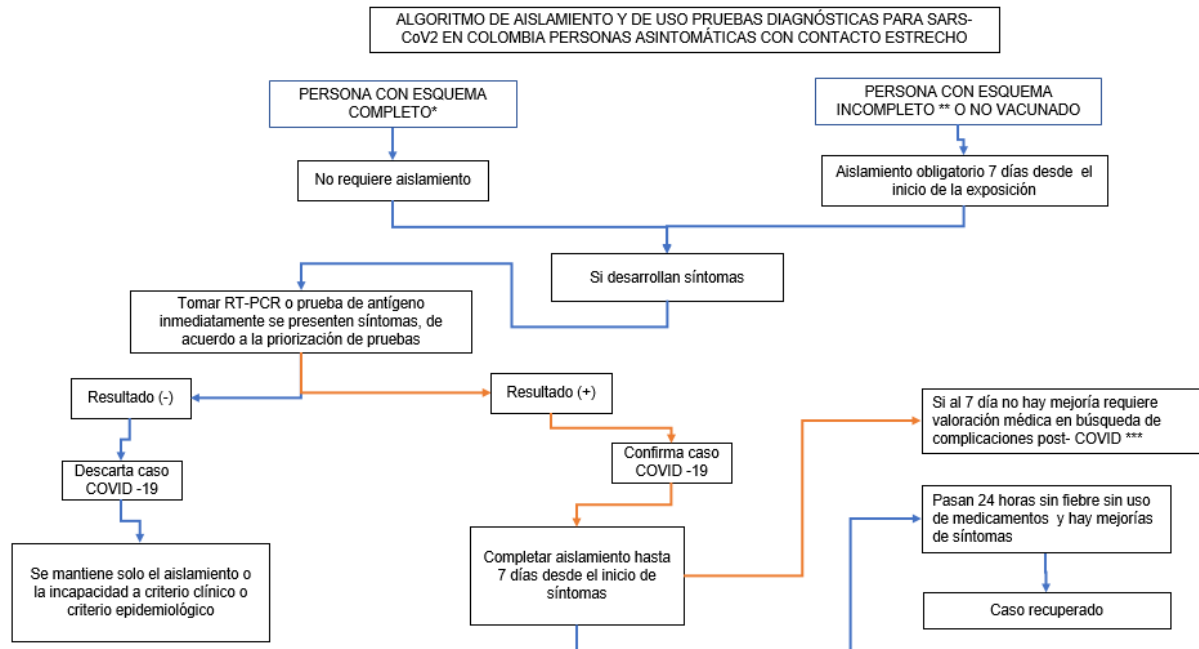 ALGORITMO DE AISLAMIENTO Y DE USO PRUEBAS DIAGNÓSTICAS PARA SARS-
CoV2 EN COLOMBIA PERSONAS ASINTOMÁTICAS CON CONTACTO ESTRECHO
PERSONA CON ESQUEMA
COMPLETO*
PERSONA CON ESQUEMA
INCOMPLETO ** O NO VACUNADO
No requiere aislamiento
Aislamiento obligatorio 7 días desde el
inicio de la exposición
Si desarrollan síntomas
Tomar RT-PCR o prueba de antígeno
inmediatamente se presenten síntomas, de
acuerdo a la priorización de pruebas
Resultado (-)
Resultado (+)
Descarta caso
COVID -19
Confirma caso
COVID -19
Si al 7 día no hay mejoría requiere
valoración médica en búsqueda de
complicaciones post- COVID ***
Se mantiene solo el aislamiento o
la incapacidad a criterio clínico o
criterio epidemiológico
Completar aislamiento hasta
7 días desde el inicio de
síntomas
Pasan 24 horas sin fiebre sin uso
de medicamentos y hay mejorías
de síntomas
Caso recuperado